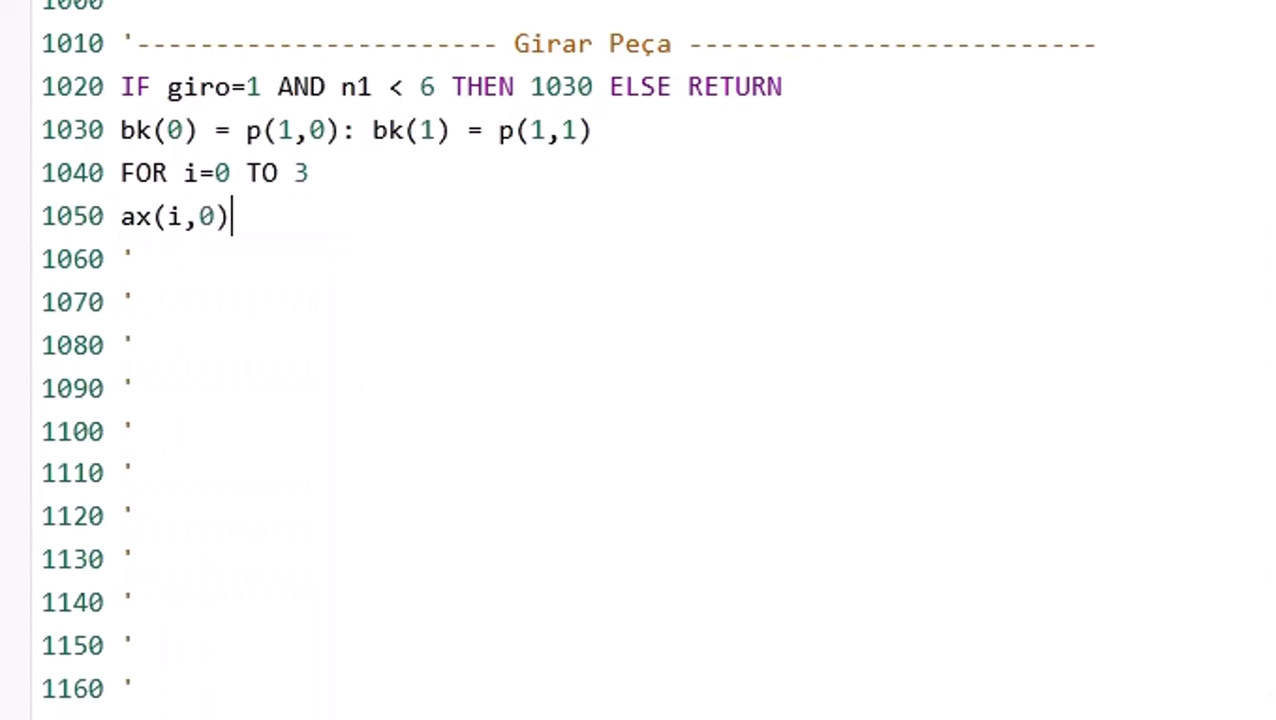 1000
1010 '----------------------- Girar Peça --------------------------
1020 IF giro=1 AND n1 < 6 THEN 1030 ELSE RETURN
1030 bk(0) = p(1,0): bk(1) = p(1,1)
1040 FOR i=0 TO 3
1050 ax(i,0)
1060 '
1070 '
1080 '
1090 '
1100 '
1110 '
1120 '
1130 '
1140 '
1150 '
1160 '